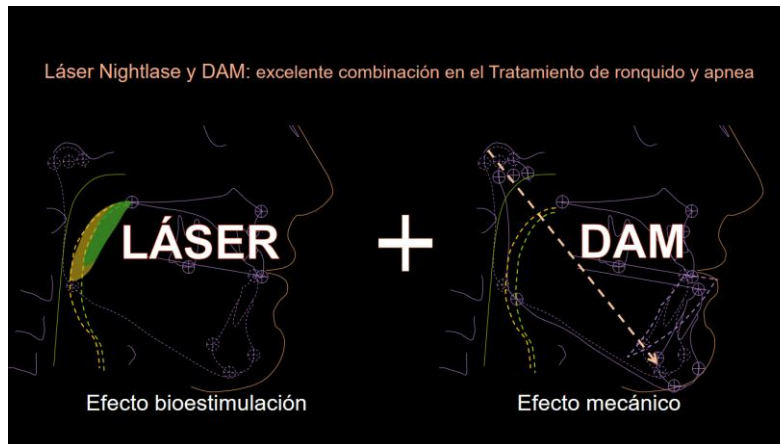 Láser Nightlase y DAM: excelente combinación en el Tratamiento de ronquido y apnea
LÁSER + DAM
Efecto bioestimulación
Efecto mecánico